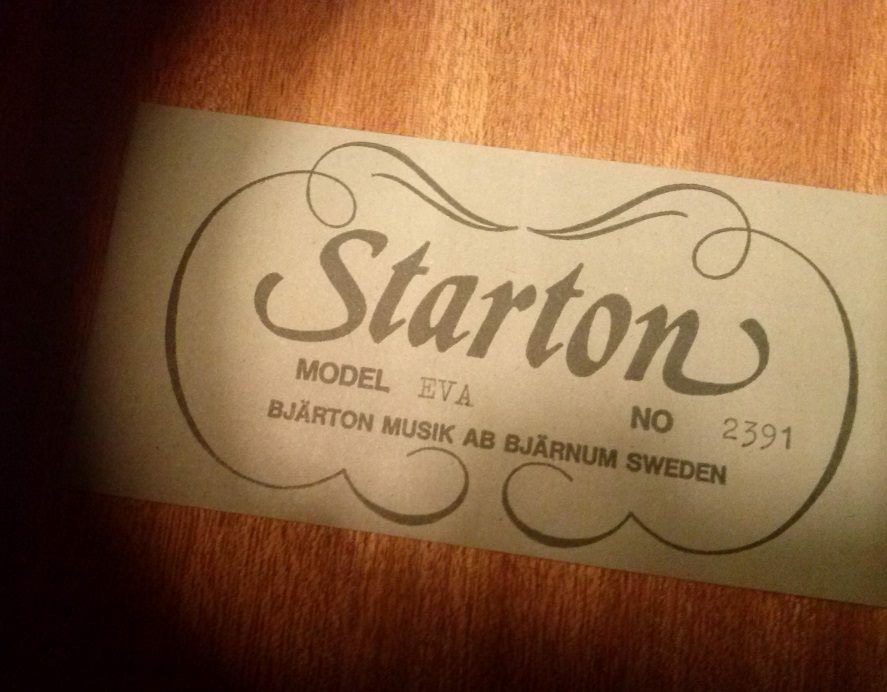 Starton
MODEL EVA NO 2391
BJÄRTON MUSIK AB BJÄRNUM SWEDEN